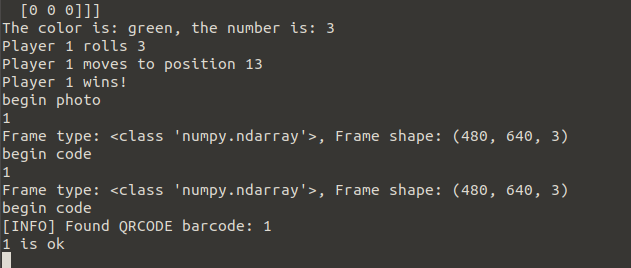 [0 0 0]]]
The color is: green, the number is: 3
Player 1 rolls 3
Player 1 moves to position 13
Player 1 wins!
begin photo
1
Frame type: <class 'numpy.ndarray'>, Frame shape: (480, 640, 3)
begin code
1
Frame type: <class 'numpy.ndarray'>, Frame shape: (480, 640, 3)
begin code
[INFO] Found QRCODE barcode: 1
1 is ok